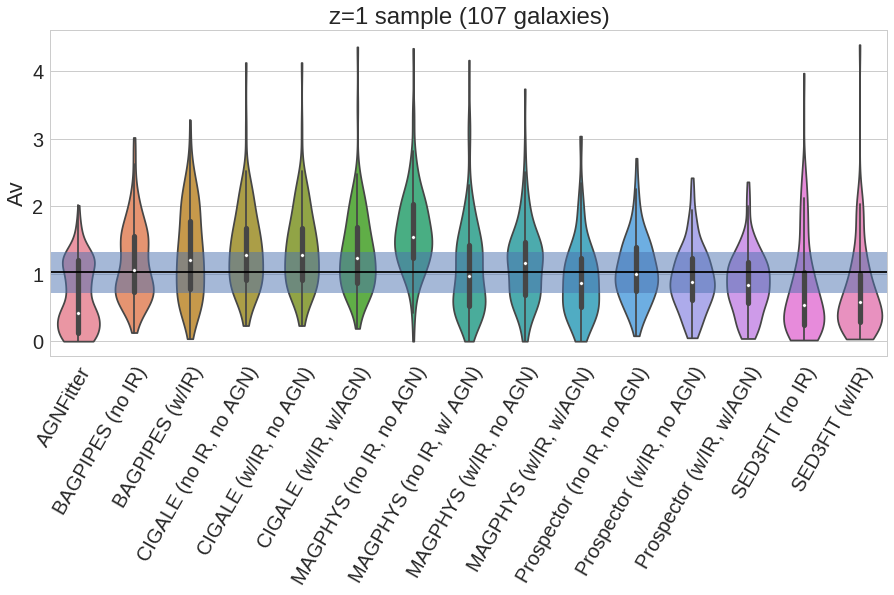 z=1 sample (107 galaxies)
Av
4
3
2
1
0
AGNFitter
BAGPIPES (no IR)
BAGPIPES (w/IR)
CIGALE (no IR, no AGN)
CIGALE (w/IR, no AGN)
CIGALE (w/IR, w/AGN)
MAGPHYS (no IR, no AGN)
MAGPHYS (no IR, w/ AGN)
MAGPHYS (w/IR, no AGN)
MAGPHYS (w/IR, w/AGN)
Prospector (no IR, no AGN)
Prospector (w/IR, no AGN)
Prospector (w/IR, w/AGN)
SED3FIT (no IR)
SED3FIT (w/IR)